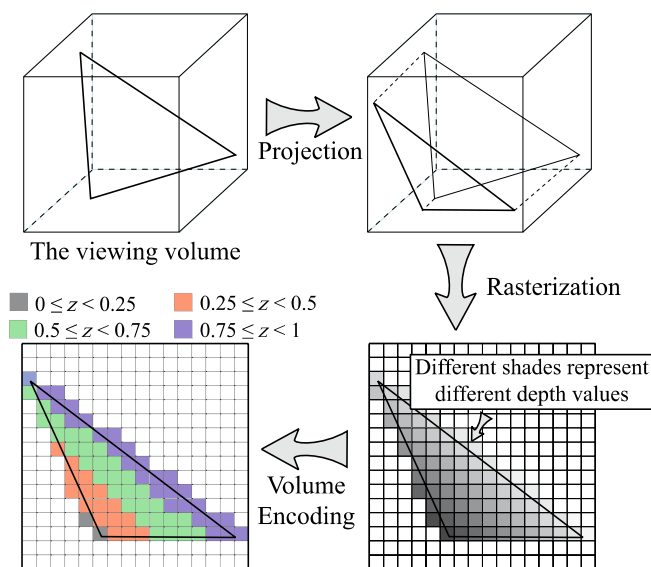 Projection
The viewing volume
Rasterization
0 ≤ z < 0.25
0.25 ≤ z < 0.5
0.5 ≤ z < 0.75
0.75 ≤ z < 1
Different shades represent
different depth values
Volume
Encoding